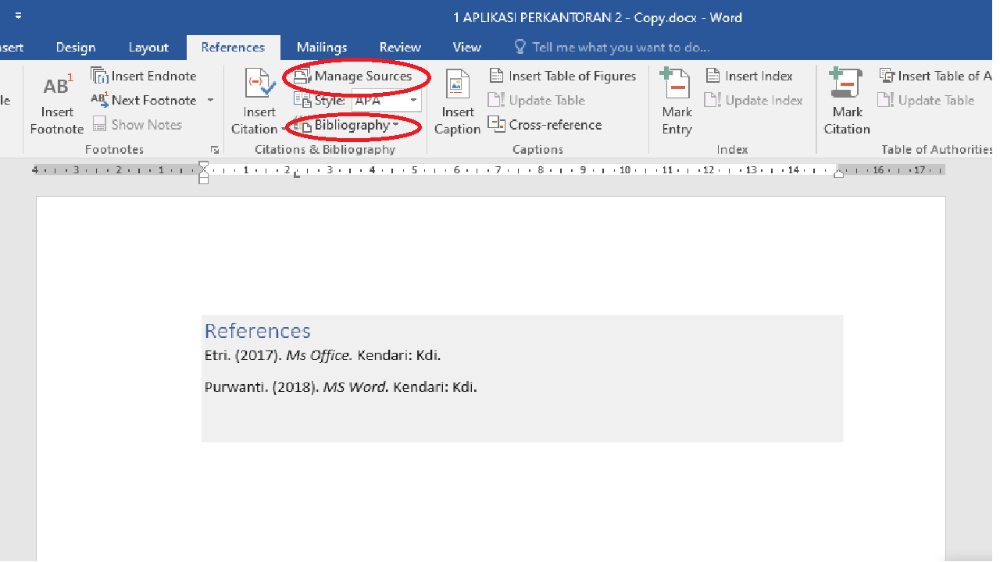 1 APLIKASI PERKANTORAN 2 - Copy.docx - Word
nsert Design Layout References Mailings Review View Tell me what you want to do...
le
AB1
Insert
Footnote
Insert Endnote
AB1 Next Footnote
Show Notes
Footnotes
Insert
Citation
Manage Sources
Style: APA
Bibliography
Citations & Bibliography
Insert
Caption
Insert Table of Figures
Update Table
Cross-reference
Captions
Mark
Entry
Insert Index
Update Index
Index
Mark
Citation
Insert Table of A
Update Table
Table of Authorities
4 3 2 1 1 2 3 4 5 6 7 8 9 10 11 12 13 14 16 17
References
Etri. (2017). Ms Office. Kendari: Kdi.
Purwanti. (2018). MS Word. Kendari: Kdi.